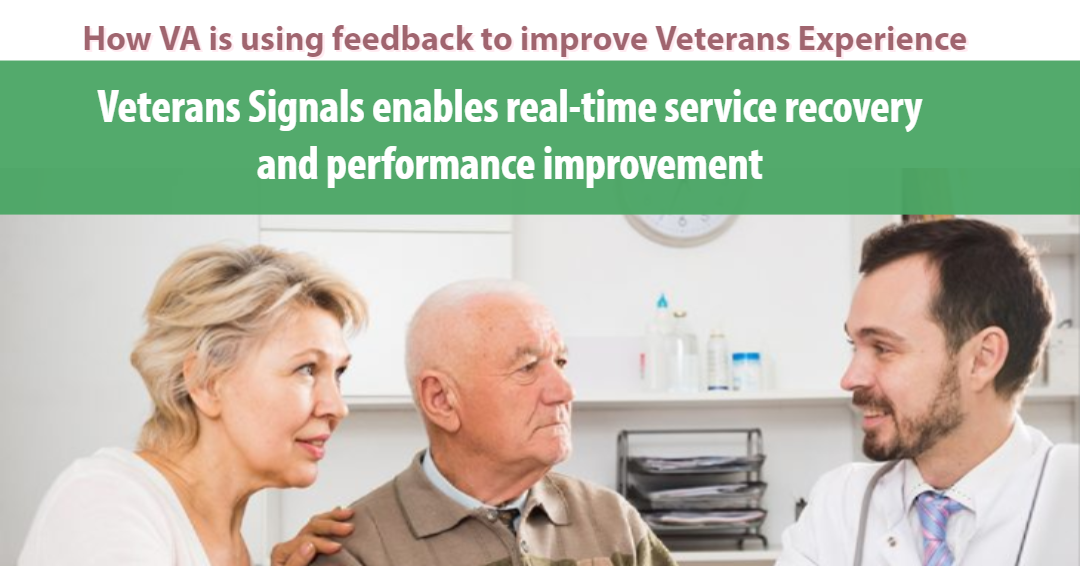 How VA is using feedback to improve Veterans Experience
Veterans Signals enables real-time service recovery
and performance improvement